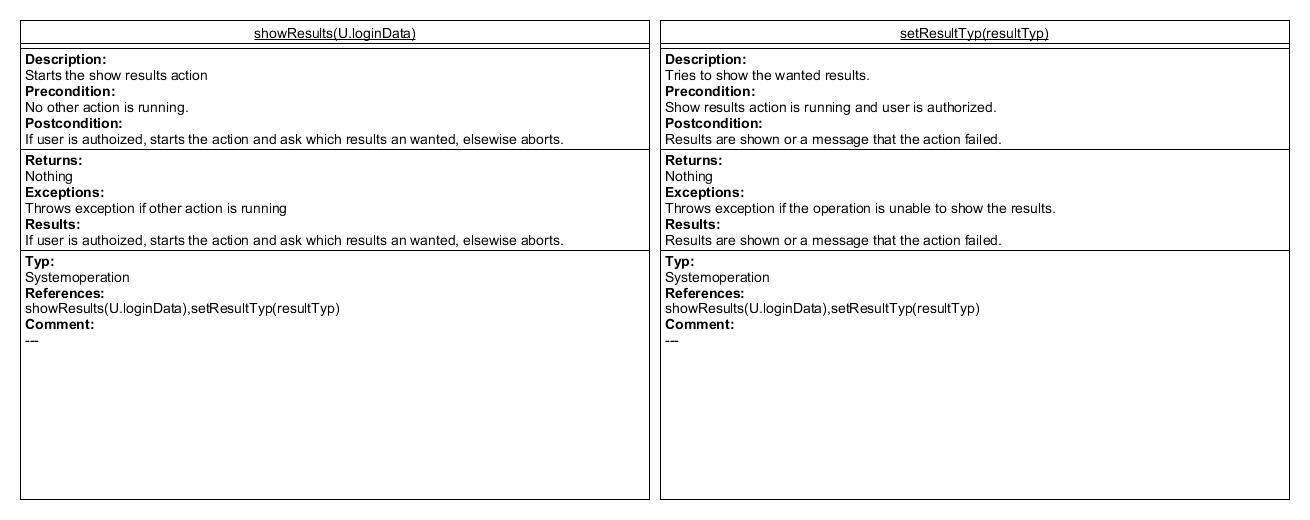 showResults(U.loginData)
Description:
Starts the show results action
Precondition:
No other action is running.
Postcondition:
If user is authoized, starts the action and ask which results an wanted, elsewise aborts.
Returns:
Nothing
Exceptions:
Throws exception if other action is running
Results:
If user is authoized, starts the action and ask which results an wanted, elsewise aborts.
Typ:
Systemoperation
References:
showResults(U.loginData),setResultTyp(resultTyp)
Comment:
---
setResultTyp(resultTyp)
Description:
Tries to show the wanted results.
Precondition:
Show results action is running and user is authorized.
Postcondition:
Results are shown or a message that the action failed.
Returns:
Nothing
Exceptions:
Throws exception if the operation is unable to show the results.
Results:
Results are shown or a message that the action failed.
Typ:
Systemoperation
References:
showResults(U.loginData),setResultTyp(resultTyp)
Comment:
---